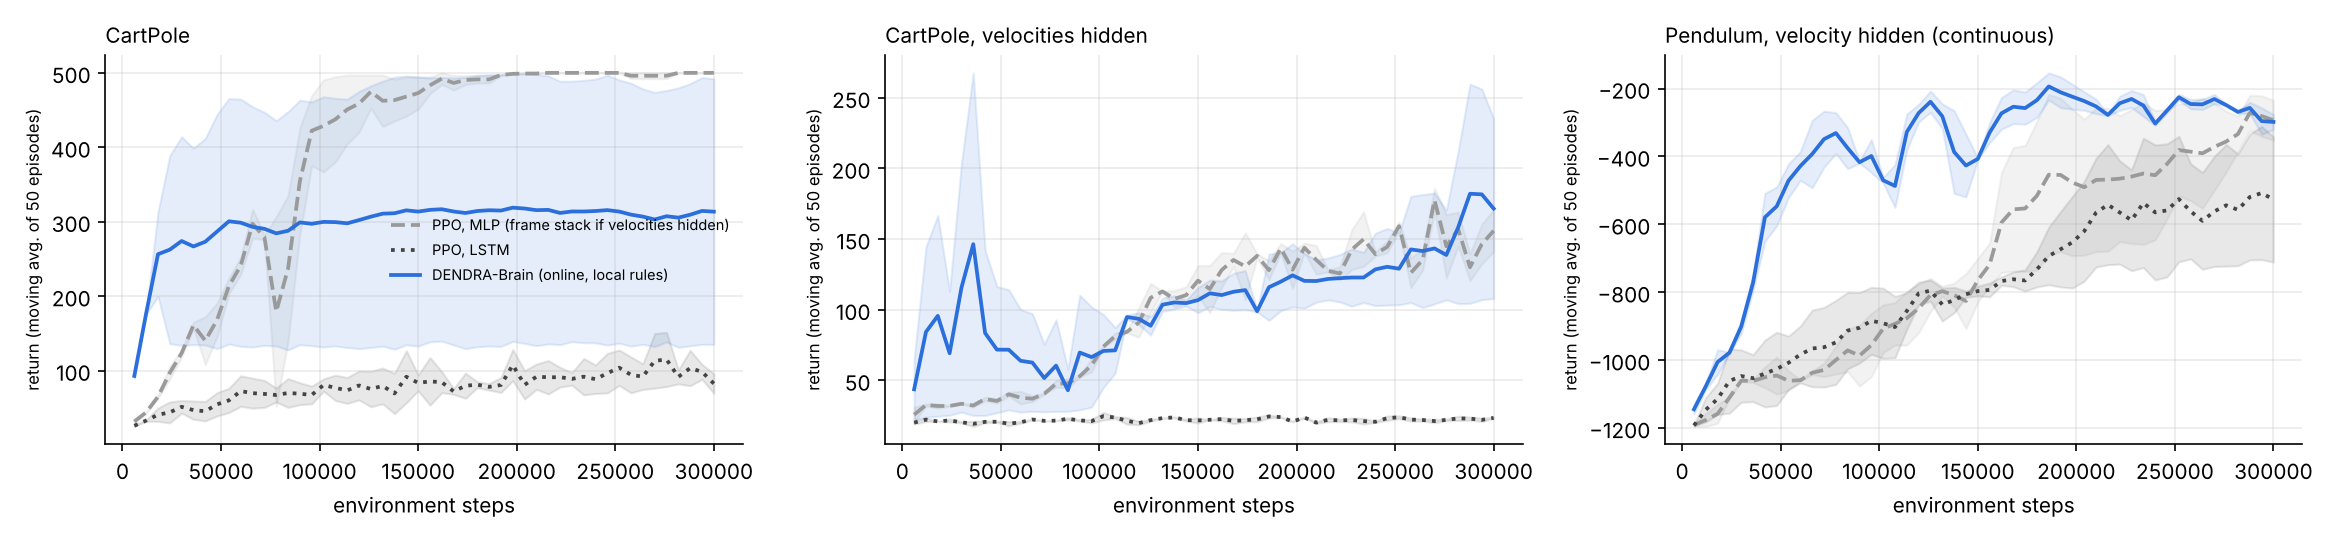 CartPole
return (moving avg. of 50 episodes)
500
400
300
200
100
PPO, MLP (frame stack if velocities hidden)
PPO, LSTM
DENDRA-Brain (online, local rules)
0 50000 100000 150000 200000 250000 300000
environment steps
CartPole, velocities hidden
return (moving avg. of 50 episodes)
250
200
150
100
50
0 50000 100000 150000 200000 250000 300000
environment steps
Pendulum, velocity hidden (continuous)
return (moving avg. of 50 episodes)
−200
−400
−600
−800
−1000
−1200
0 50000 100000 150000 200000 250000 300000
environment steps